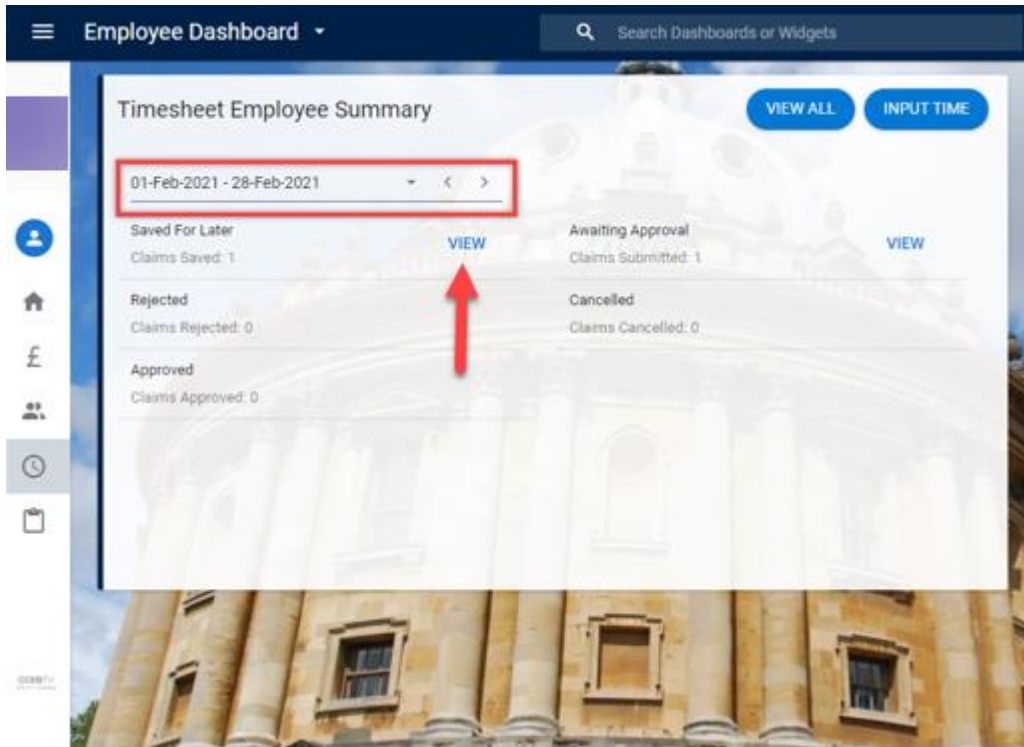 Employee Dashboard
Search Dashboards or Widgets
Timesheet Employee Summary
VIEW ALL
INPUT TIME
01-Feb-2021 - 28-Feb-2021
Saved For Later
Claims Saved: 1
VIEW
Awaiting Approval
Claims Submitted: 1
VIEW
Rejected
Claims Rejected: 0
Cancelled
Claims Cancelled: 0
Approved
Claims Approved: 0